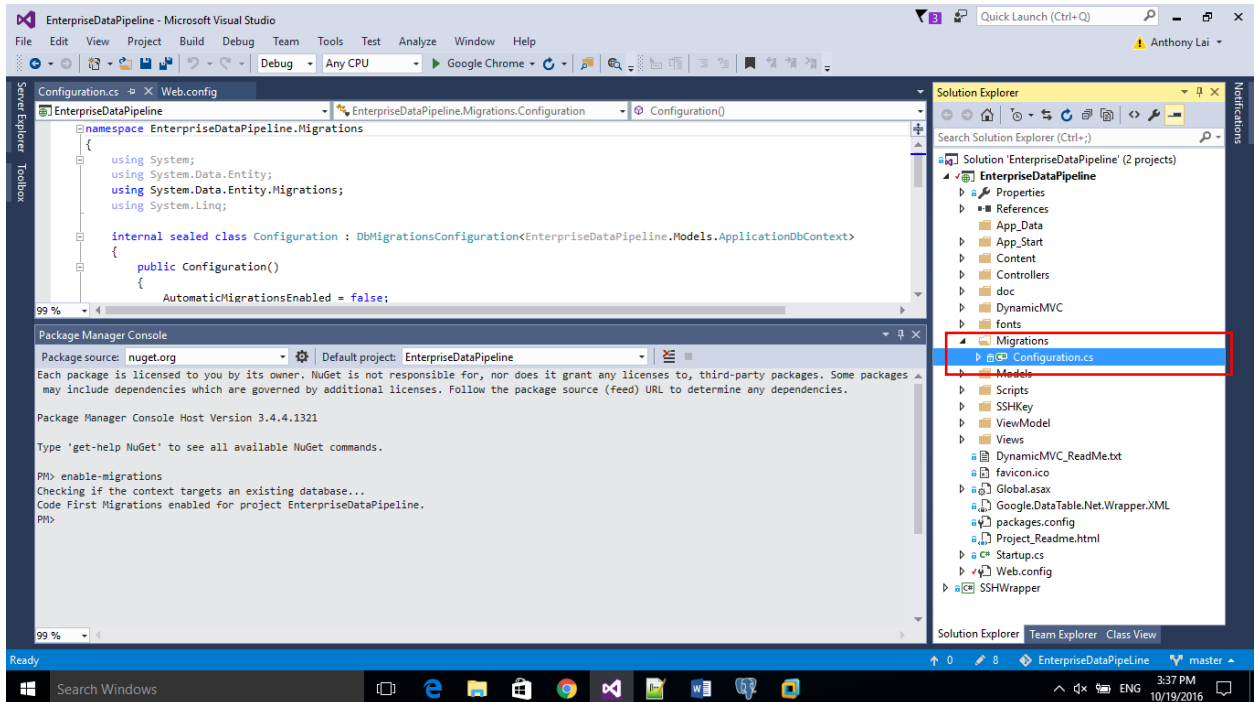 EnterpriseDataPipeline - Microsoft Visual Studio
3
Quick Launch (Ctrl+Q)
File Edit View Project Build Debug Team Tools Test Analyze Window Help
Anthony Lai
Debug
Any CPU
Google Chrome
Server Explorer
Toolbox
Configuration.cs
Web.config
EnterpriseDataPipeline
EnterpriseDataPipeline.Migrations.Configuration
Configuration()
namespace EnterpriseDataPipeline.Migrations
{
using System;
using System.Data.Entity;
using System.Data.Entity.Migrations;
using System.Linq;
internal sealed class Configuration : DbMigrationsConfiguration<EnterpriseDataPipeline.Models.ApplicationDbContext>
{
public Configuration()
{
AutomaticMigrationsEnabled = false;
99 %
Package Manager Console
Package source: nuget.org
Default project: EnterpriseDataPipeline
Each package is licensed to you by its owner. NuGet is not responsible for, nor does it grant any licenses to, third-party packages. Some packages
may include dependencies which are governed by additional licenses. Follow the package source (feed) URL to determine any dependencies.
Package Manager Console Host Version 3.4.4.1321
Type 'get-help NuGet' to see all available NuGet commands.
PM> enable-migrations
Checking if the context targets an existing database...
Code First Migrations enabled for project EnterpriseDataPipeline.
PM>
99 %
Solution Explorer
Search Solution Explorer (Ctrl+;)
Solution 'EnterpriseDataPipeline' (2 projects)
EnterpriseDataPipeline
Properties
References
App_Data
App_Start
Content
Controllers
doc
DynamicMVC
fonts
Migrations
C# Configuration.cs
Models
Scripts
SSHKey
ViewModel
Views
DynamicMVC_ReadMe.txt
favicon.ico
Global.asax
Google.DataTable.Net.Wrapper.XML
packages.config
Project_Readme.html
C# Startup.cs
Web.config
C# SSHWrapper
Solution Explorer
Team Explorer
Class View
Notifications
Ready
0
8
EnterpriseDataPipeLine
master
Search Windows
ENG
3:37 PM
10/19/2016